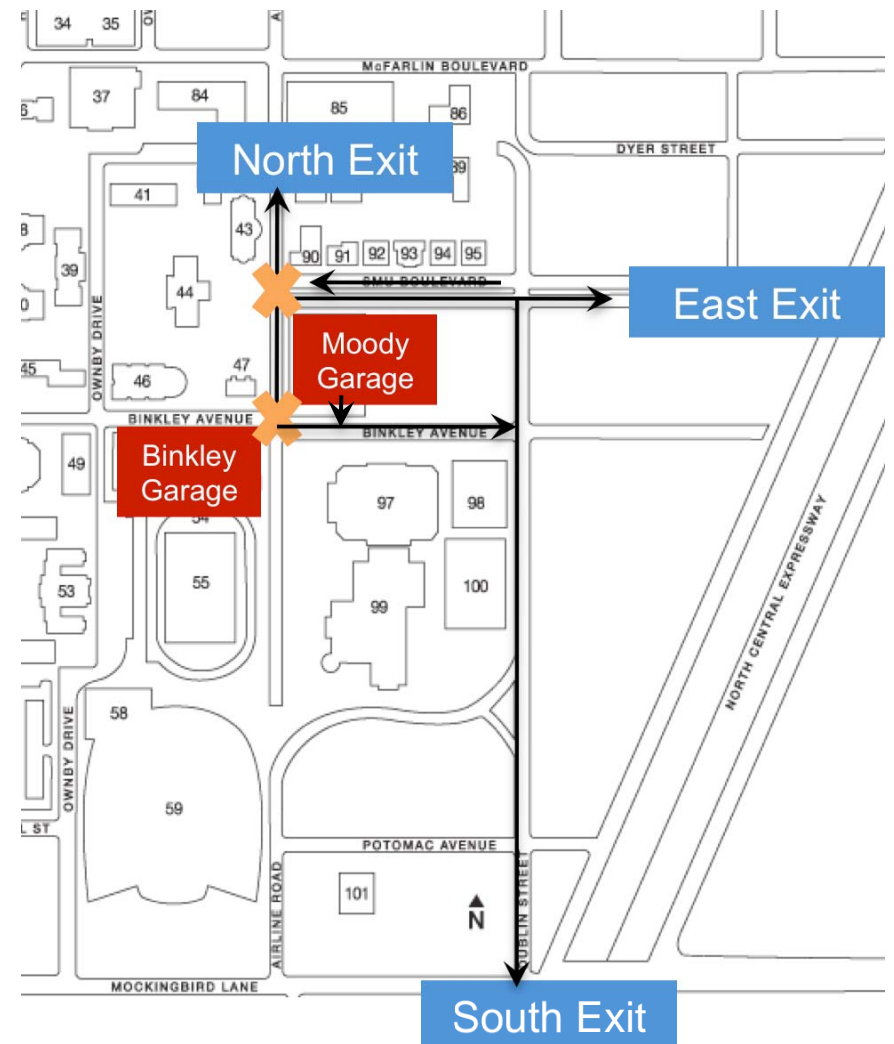 34 35
McFARLIN BOULEVARD
37
84
85
86
North Exit
DYER STREET
41
43
39
44
90 91 92 93 94 95
SMU BOULEVARD
East Exit
OWNBY DRIVE
Moody
Garage
45
46
47
BINKLEY AVENUE
BINKLEY AVENUE
Binkley
Garage
49
97
98
54
55
53
99
100
NORTH CENTRAL EXPRESSWAY
58
OWNBY DRIVE
59
L ST
POTOMAC AVENUE
101
N
AIRLINE ROAD
DUBLIN STREET
MOCKINGBIRD LANE
South Exit